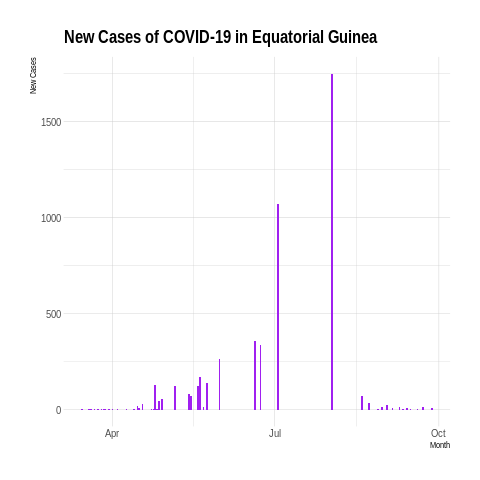 New Cases of COVID-19 in Equatorial Guinea
New Cases
1500
1000
500
0
Apr
Jul
Oct
Month